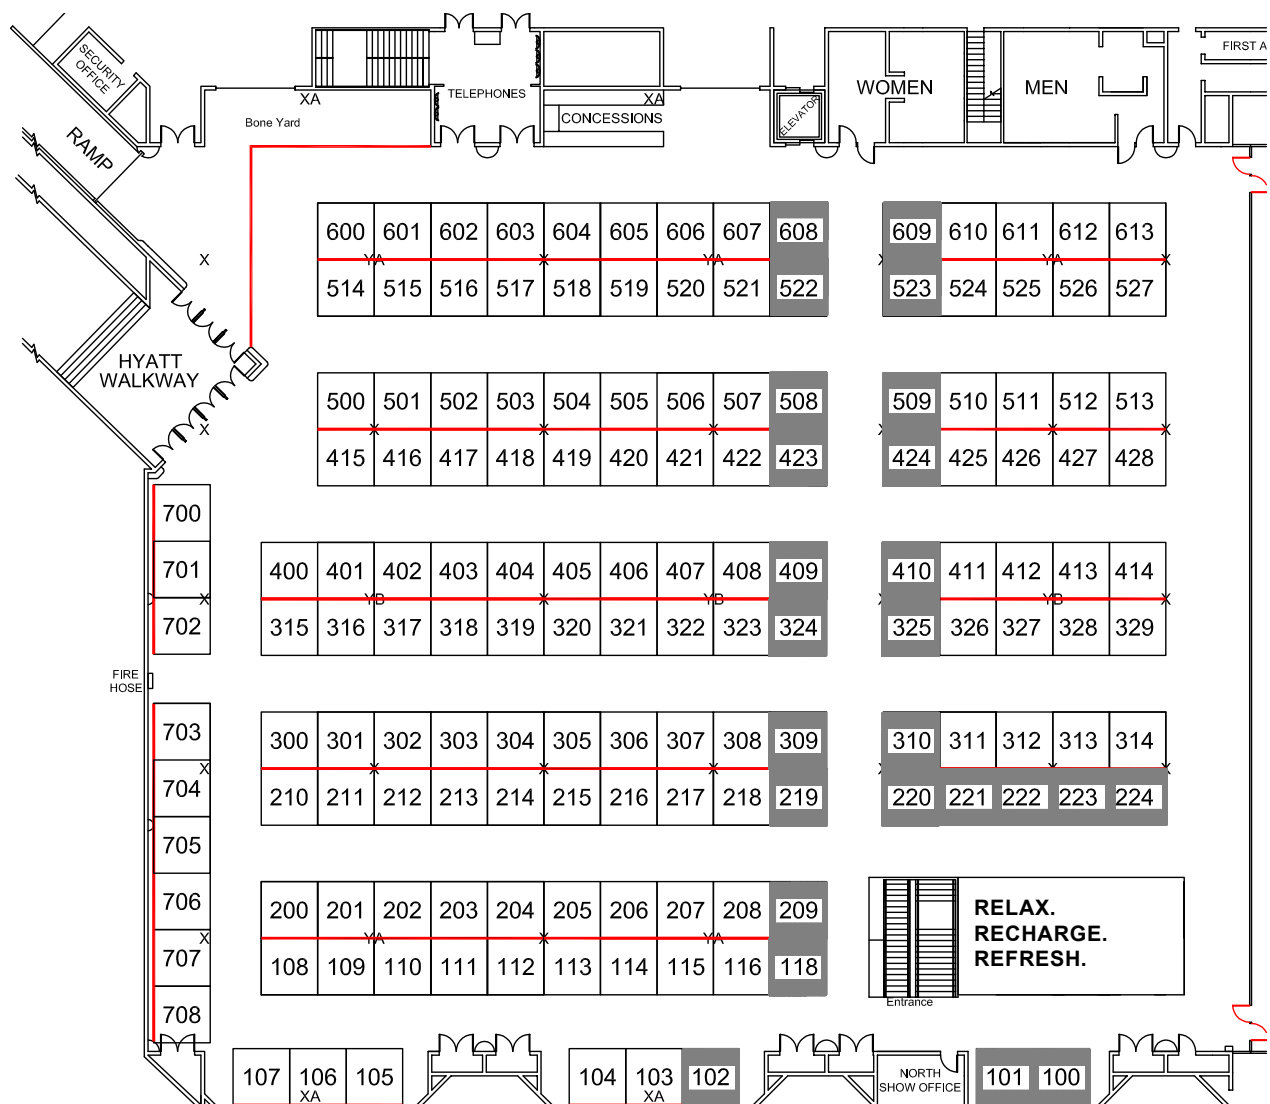 SECURITY
OFFICE
RAMP
XA
Bone Yard
TELEPHONES
XA
CONCESSIONS
ELEVATOR
WOMEN
MEN
FIRST A
600 601 602 603 604 605 606 607 608 609 610 611 612 613
X YA X YA X YA X
514 515 516 517 518 519 520 521 522 523 524 525 526 527
HYATT
WALKWAY
500 501 502 503 504 505 506 507 508 509 510 511 512 513
X X X X X X X
415 416 417 418 419 420 421 422 423 424 425 426 427 428
700
701
702
400 401 402 403 404 405 406 407 408 409 410 411 412 413 414
X YB X YB X YB X
315 316 317 318 319 320 321 322 323 324 325 326 327 328 329
FIRE
HOSE
703
704
705
706
707
708
300 301 302 303 304 305 306 307 308 309 310 311 312 313 314
X X X X X X X
210 211 212 213 214 215 216 217 218 219 220 221 222 223 224
200 201 202 203 204 205 206 207 208 209
X YA X YA
108 109 110 111 112 113 114 115 116 118
RELAX.
RECHARGE.
REFRESH.
Entrance
107 106 105 104 103 102
XA XA
NORTH
SHOW OFFICE
101 100